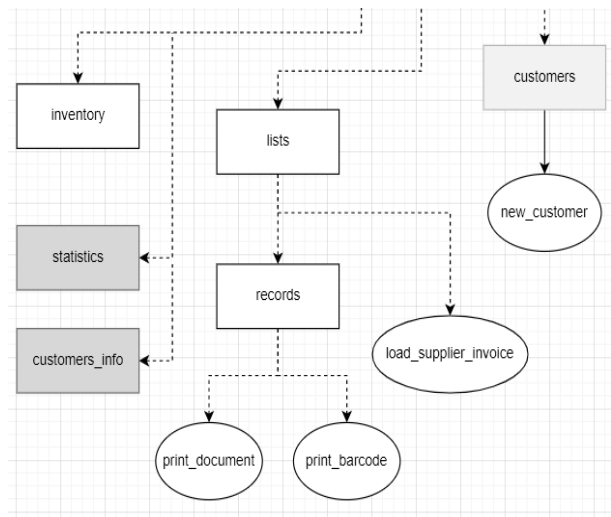 customers
inventory
lists
new_customer
statistics
records
customers_info
load_supplier_invoice
print_document
print_barcode